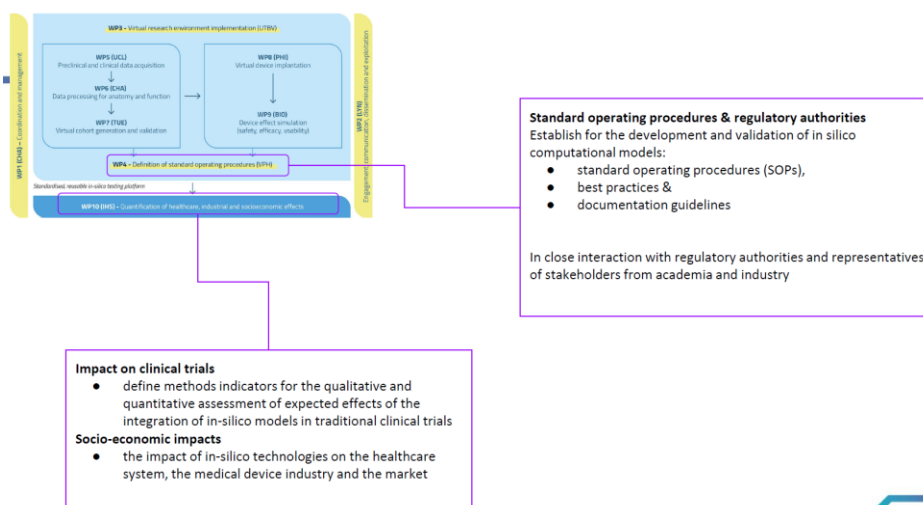 WP1 (CHA) – Coordination and management
WP3 – Virtual research environment implementation (UTBV)
WP5 (UCL)
Preclinical and clinical data acquisition
WP6 (CHA)
Data processing for anatomy and function
WP7 (TUE)
Virtual cohort generation and validation
WP8 (PHI)
Virtual device implantation
WP9 (BIO)
Device effect simulation
(safety, efficacy, usability)
WP4 – Definition of standard operating procedures (VPH)
WP2 (LYN)
Engagement, communication, dissemination and exploitation
Standardised, reusable in-silico testing platform
WP10 (IHS) – Quantification of healthcare, industrial and socioeconomic effects
Standard operating procedures & regulatory authorities
Establish for the development and validation of in silico
computational models:
● standard operating procedures (SOPs),
● best practices &
● documentation guidelines
In close interaction with regulatory authorities and representatives
of stakeholders from academia and industry
Impact on clinical trials
● define methods indicators for the qualitative and
quantitative assessment of expected effects of the
integration of in-silico models in traditional clinical trials
Socio-economic impacts
● the impact of in-silico technologies on the healthcare
system, the medical device industry and the market